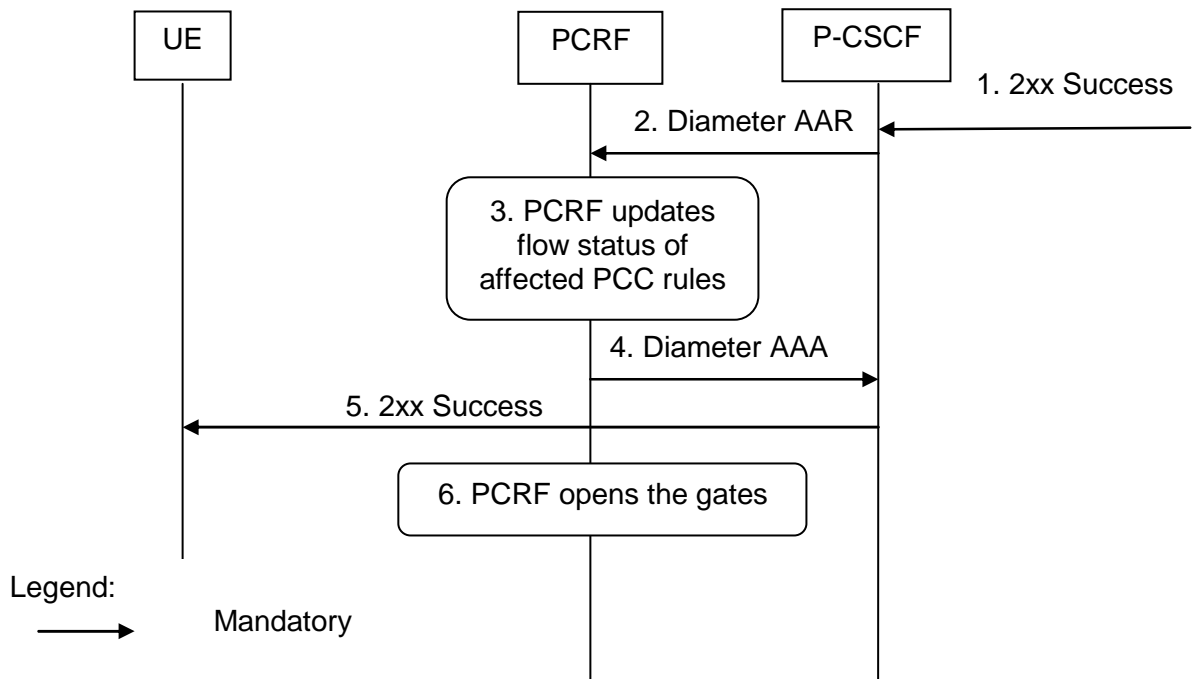 UE
PCRF
P-CSCF
1. 2xx Success
2. Diameter AAR
3. PCRF updates
flow status of
affected PCC rules
4. Diameter AAA
5. 2xx Success
6. PCRF opens the gates
Legend:
Mandatory